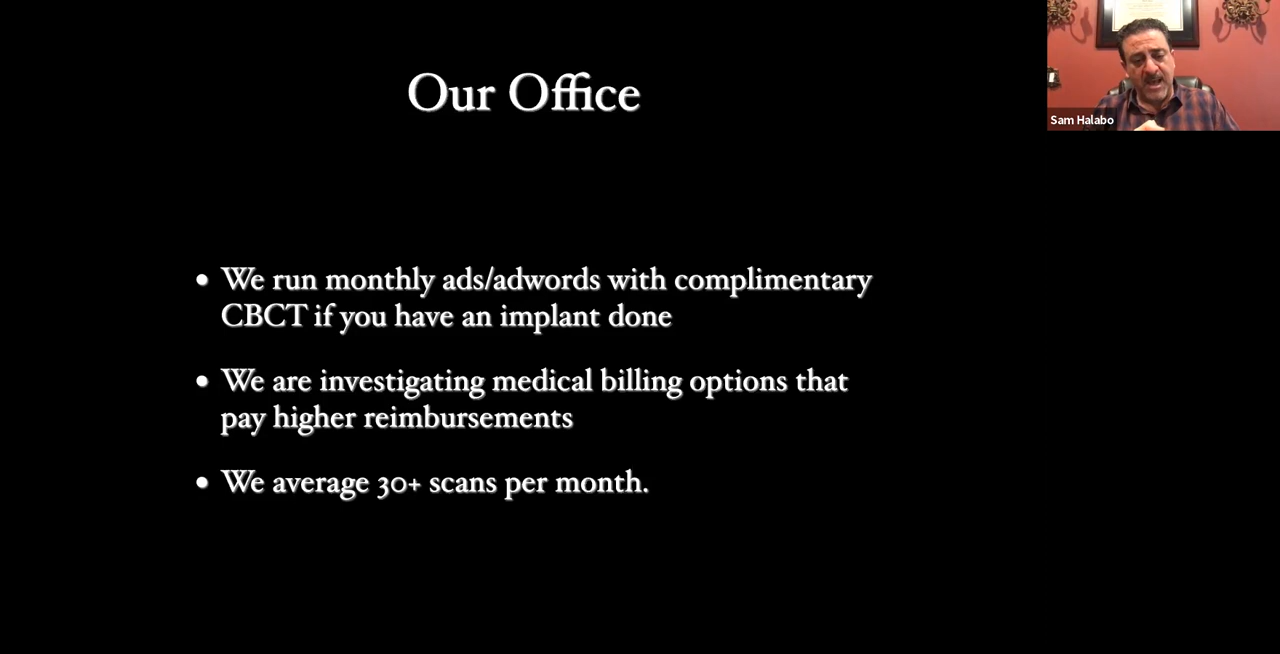 Our Office
Sam Halabo
• We run monthly ads/adwords with complimentary
CBCT if you have an implant done
• We are investigating medical billing options that
pay higher reimbursements
• We average 30+ scans per month.